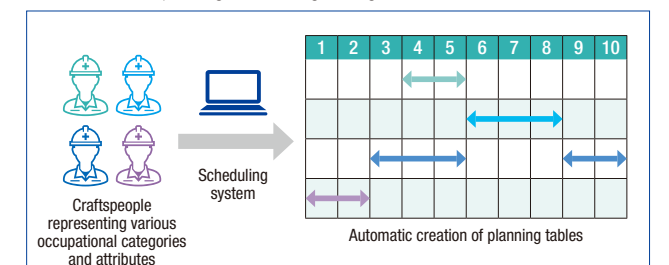 1 2 3 4 5 6 7 8 9 10
Scheduling
system
Craftspeople
representing various
occupational categories
and attributes
Automatic creation of planning tables